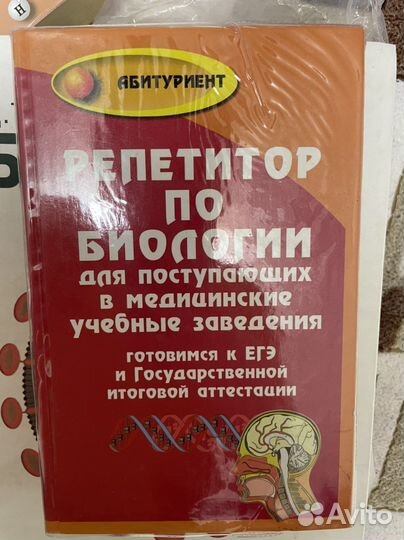 Н
АБИТУРИЕНТ
РЕПЕТИТОР
ПО
БИОЛОГИИ
для поступающих
в медицинские
учебные заведения
готовимся к ЕГЭ
и Государственной
итоговой аттестации
Avito